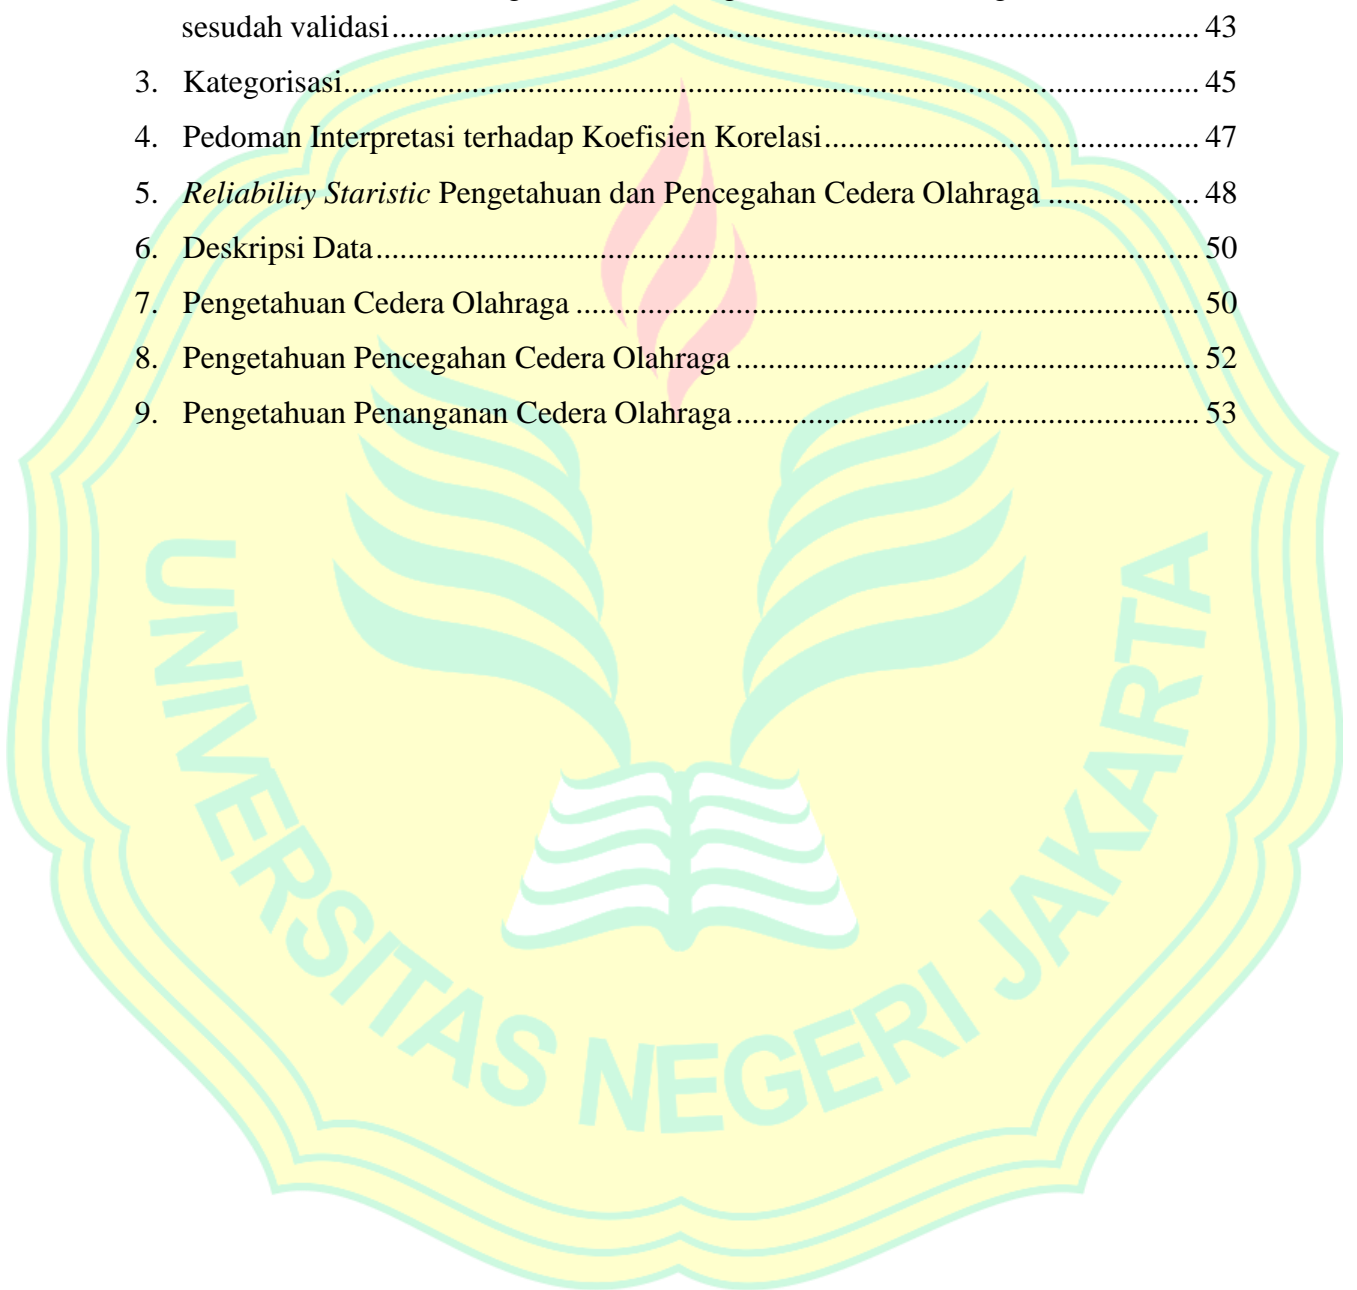 sesudah validasi.................................................................................................... 43
3. Kategorisasi.......................................................................................................... 45
4. Pedoman Interpretasi terhadap Koefisien Korelasi............................................... 47
5. Reliability Staristic Pengetahuan dan Pencegahan Cedera Olahraga ................... 48
6. Deskripsi Data...................................................................................................... 50
7. Pengetahuan Cedera Olahraga ............................................................................. 50
8. Pengetahuan Pencegahan Cedera Olahraga .......................................................... 52
9. Pengetahuan Penanganan Cedera Olahraga .......................................................... 53
UNIVERSITAS NEGERI JAKARTA